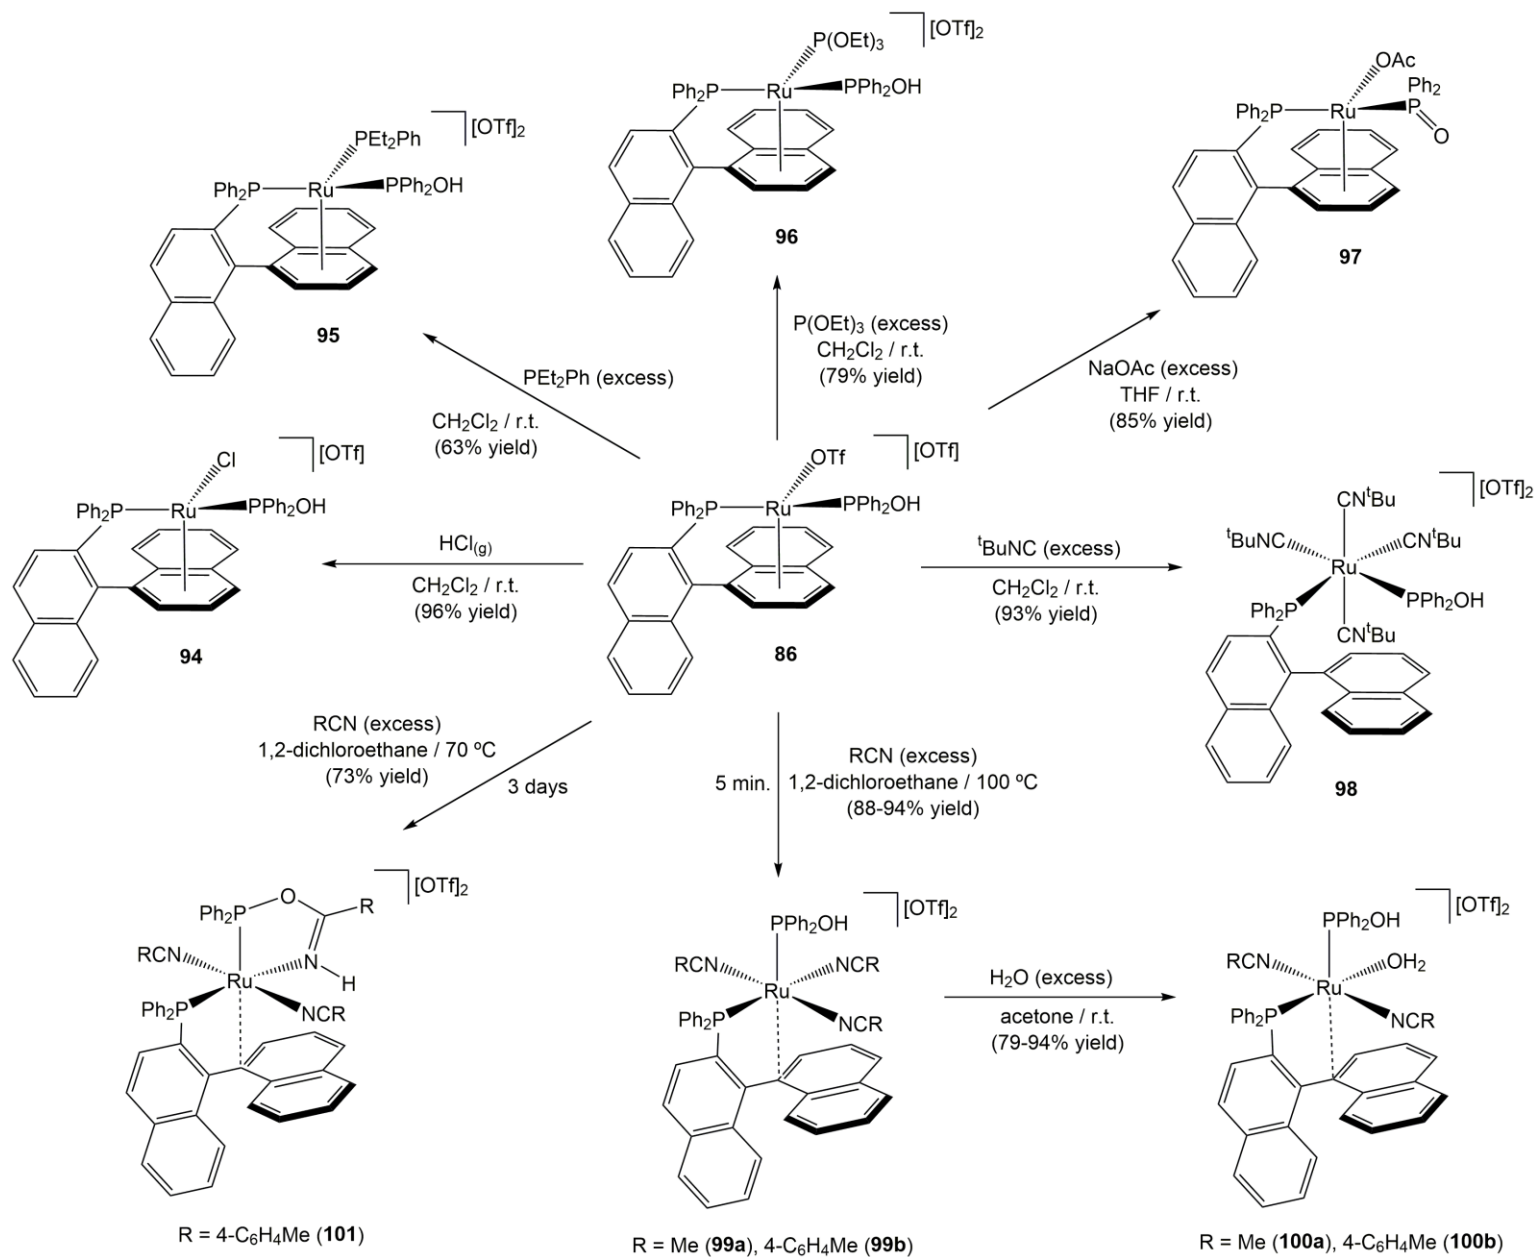 [OTf]2
P(OEt)3
Ph2P
Ru
PPh2OH
96
OAc
Ph2
Ph2P
Ru
P
O
97
[OTf]2
PEt2Ph
Ph2P
Ru
PPh2OH
95
P(OEt)3 (excess)
CH2Cl2 / r.t.
(79% yield)
PEt2Ph (excess)
CH2Cl2 / r.t.
(63% yield)
NaOAc (excess)
THF / r.t.
(85% yield)
[OTf]
Cl
Ph2P
Ru
PPh2OH
94
HCl(g)
CH2Cl2 / r.t.
(96% yield)
[OTf]
OTf
Ph2P
Ru
PPh2OH
86
tBuNC (excess)
CH2Cl2 / r.t.
(93% yield)
[OTf]2
CNtBu
tBuNC
CNtBu
Ru
Ph2P
PPh2OH
CNtBu
98
RCN (excess)
1,2-dichloroethane / 70 ºC
(73% yield)
3 days
5 min.
RCN (excess)
1,2-dichloroethane / 100 ºC
(88-94% yield)
[OTf]2
O
Ph2P
R
RCN
N
H
Ru
Ph2P
NCR
R = 4-C6H4Me (101)
[OTf]2
PPh2OH
RCN
NCR
Ru
Ph2P
NCR
R = Me (99a), 4-C6H4Me (99b)
H2O (excess)
acetone / r.t.
(79-94% yield)
[OTf]2
PPh2OH
RCN
OH2
Ru
Ph2P
NCR
R = Me (100a), 4-C6H4Me (100b)